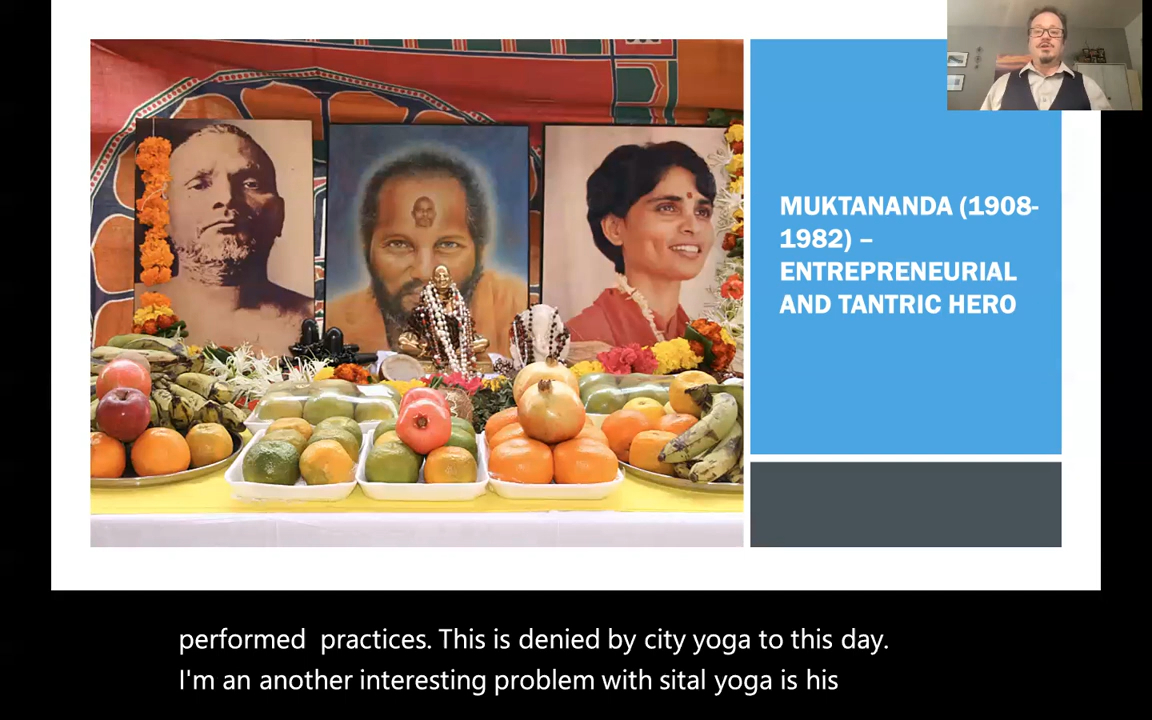 MUKTANANDA (1908-
1982) –
ENTREPRENEURIAL
AND TANTRIC HERO
performed practices. This is denied by city yoga to this day.
I'm an another interesting problem with sital yoga is his